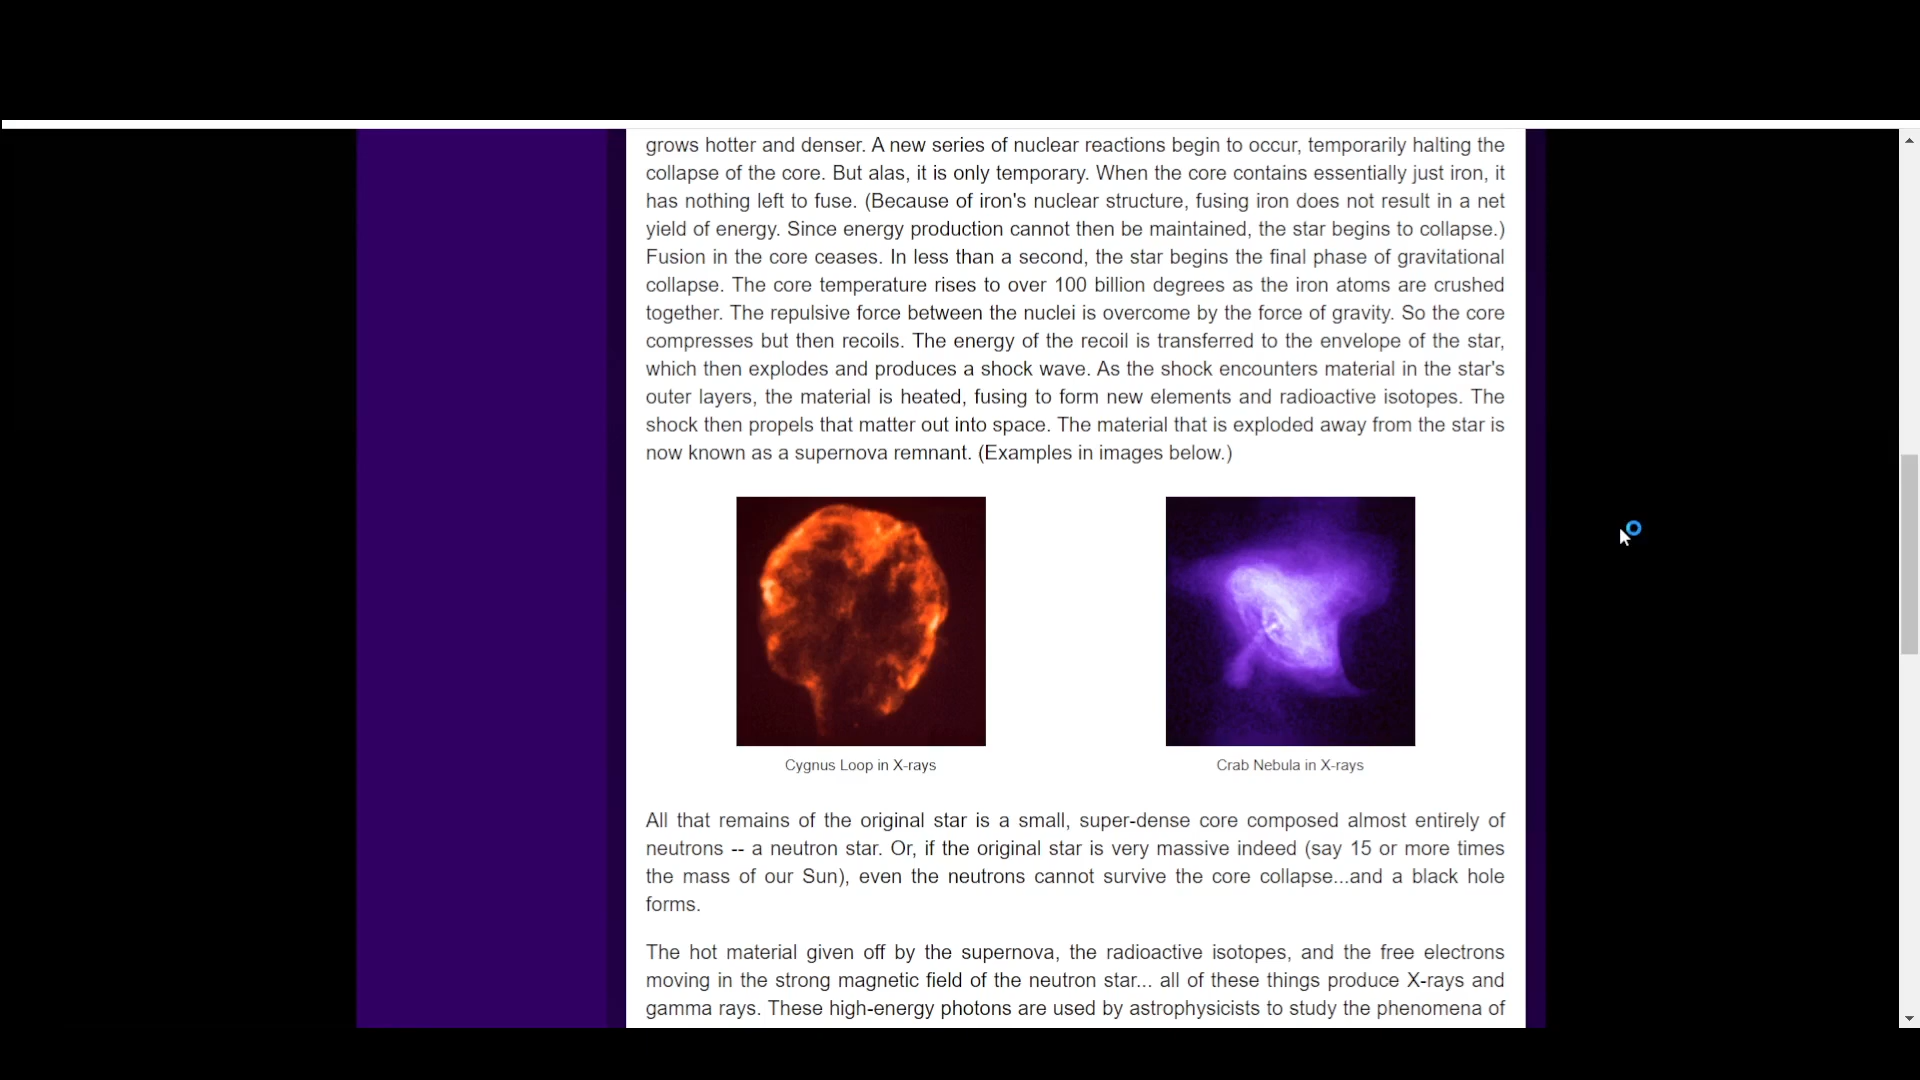 grows hotter and denser. A new series of nuclear reactions begin to occur, temporarily halting the
collapse of the core. But alas, it is only temporary. When the core contains essentially just iron, it
has nothing left to fuse. (Because of iron's nuclear structure, fusing iron does not result in a net
yield of energy. Since energy production cannot then be maintained, the star begins to collapse.)
Fusion in the core ceases. In less than a second, the star begins the final phase of gravitational
collapse. The core temperature rises to over 100 billion degrees as the iron atoms are crushed
together. The repulsive force between the nuclei is overcome by the force of gravity. So the core
compresses but then recoils. The energy of the recoil is transferred to the envelope of the star,
which then explodes and produces a shock wave. As the shock encounters material in the star's
outer layers, the material is heated, fusing to form new elements and radioactive isotopes. The
shock then propels that matter out into space. The material that is exploded away from the star is
now known as a supernova remnant. (Examples in images below.)
Cygnus Loop in X-rays
Crab Nebula in X-rays
All that remains of the original star is a small, super-dense core composed almost entirely of
neutrons -- a neutron star. Or, if the original star is very massive indeed (say 15 or more times
the mass of our Sun), even the neutrons cannot survive the core collapse...and a black hole
forms.
The hot material given off by the supernova, the radioactive isotopes, and the free electrons
moving in the strong magnetic field of the neutron star... all of these things produce X-rays and
gamma rays. These high-energy photons are used by astrophysicists to study the phenomena of